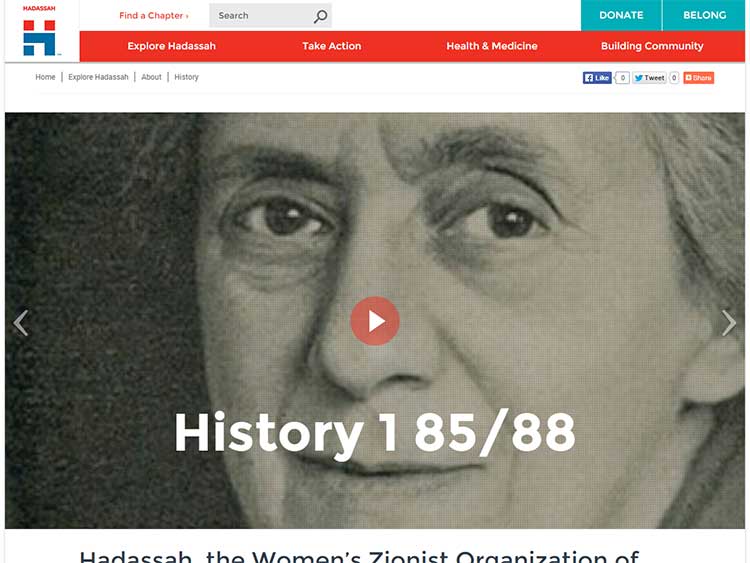 HADASSAH
Find a Chapter ›
Search
DONATE
BELONG
Explore Hadassah
Take Action
Health & Medicine
Building Community
Home | Explore Hadassah | About | History
Like 0 Tweet 0 Share
History 1 85/88
Hadassah, the Women's Zionist Organization of